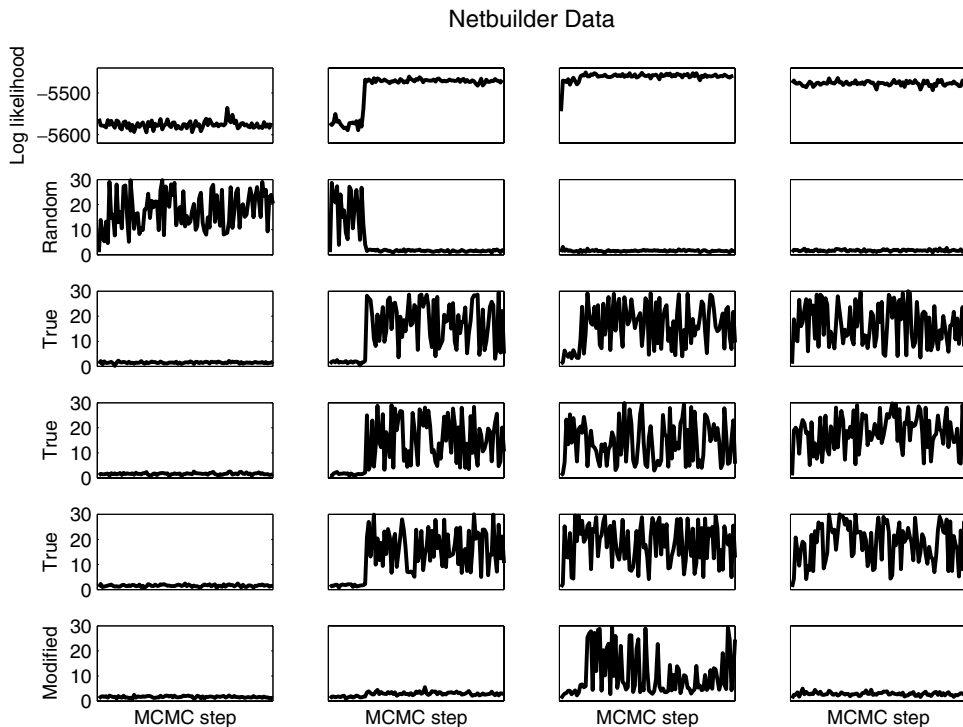 Netbuilder Data
Log likelihood
−5500
−5600
Random
30
20
10
0
True
30
20
10
0
True
30
20
10
0
True
30
20
10
0
Modified
30
20
10
0
MCMC step
MCMC step
MCMC step
MCMC step